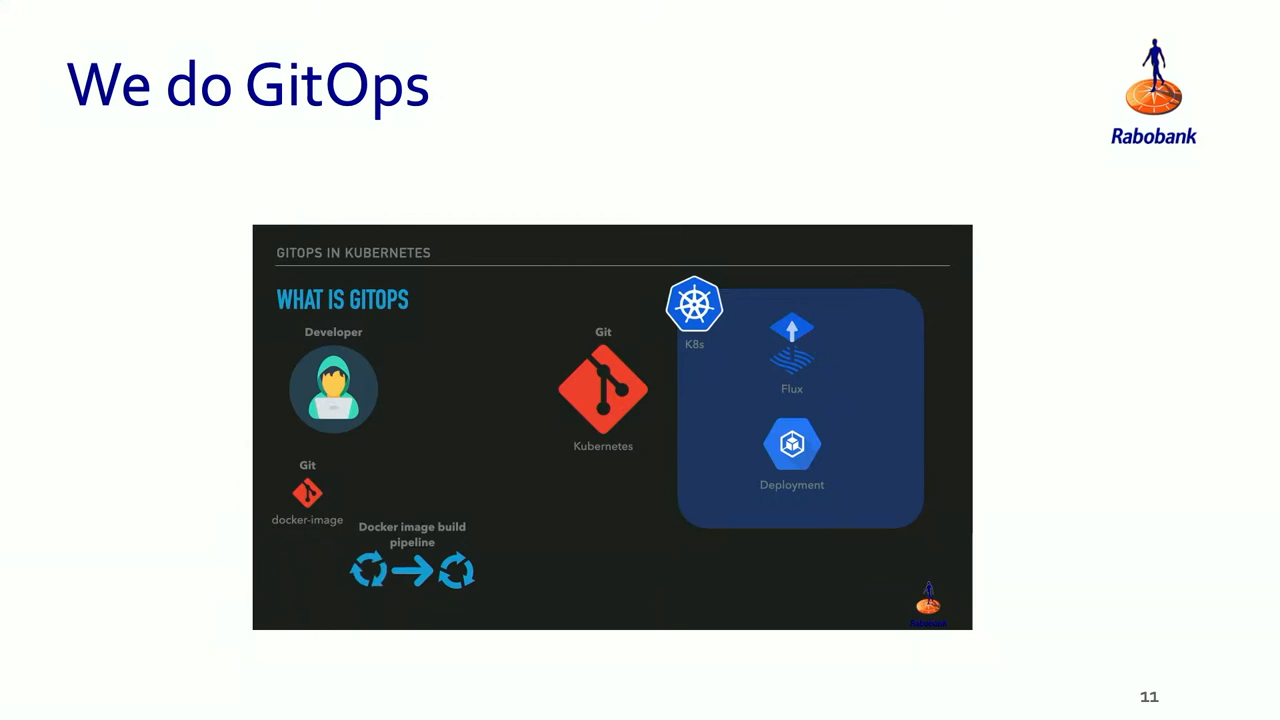 We do GitOps
Rabobank
GITOPS IN KUBERNETES
WHAT IS GITOPS
Developer
Git
Kubernetes
K8s
Flux
Deployment
Git
docker-image
Docker image build
pipeline
Rabobank
11